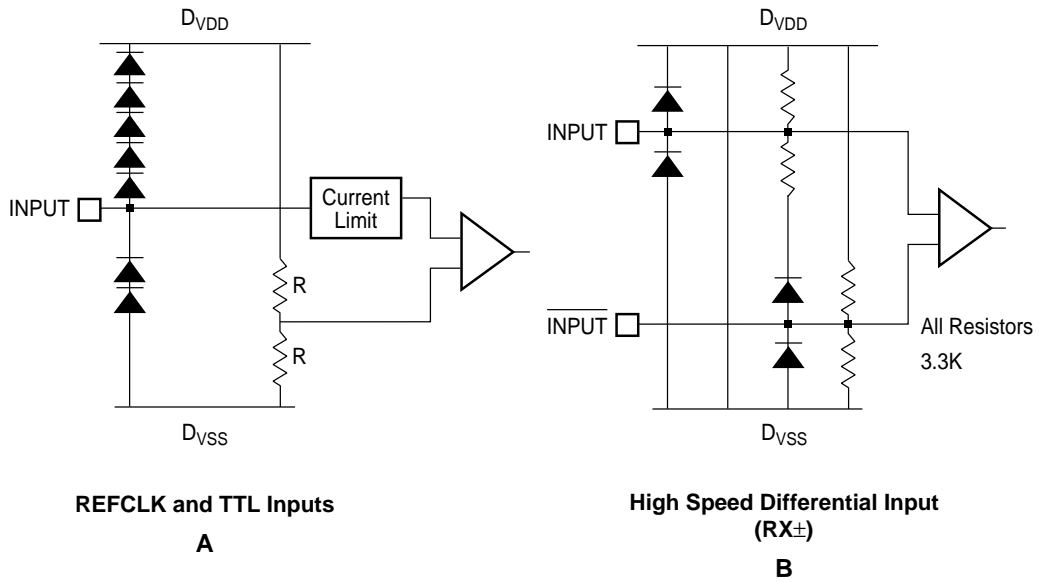 DVDD
INPUT
Current
Limit
R
R
DVSS
REFCLK and TTL Inputs
A
DVDD
INPUT
INPUT
All Resistors
3.3K
DVSS
High Speed Differential Input
(RX±)
B